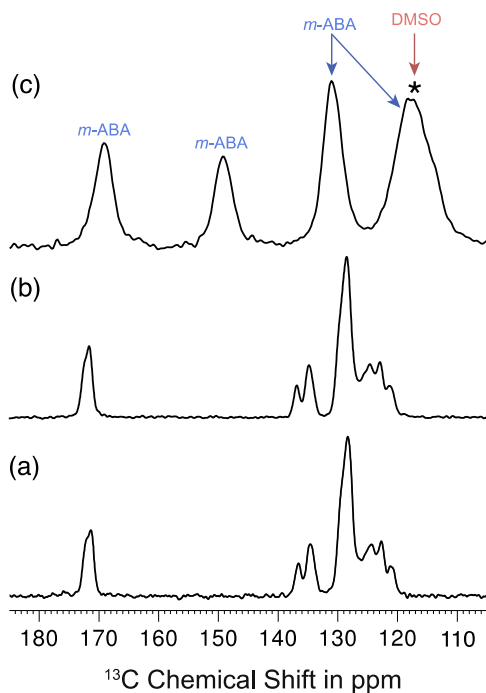 m-ABA
DMSO
(c)
*
m-ABA
m-ABA
(b)
(a)
180 170 160 150 140 130 120 110
¹³C Chemical Shift in ppm